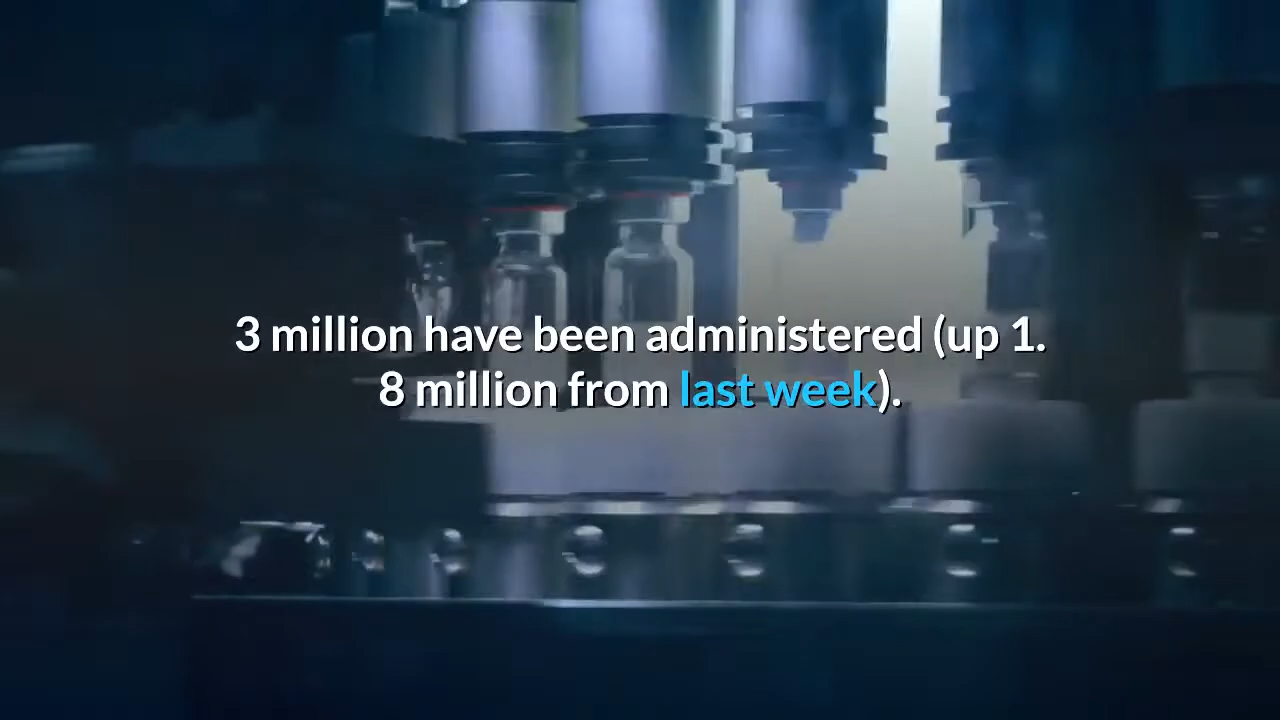 3 million have been administered (up 1.
8 million from last week).